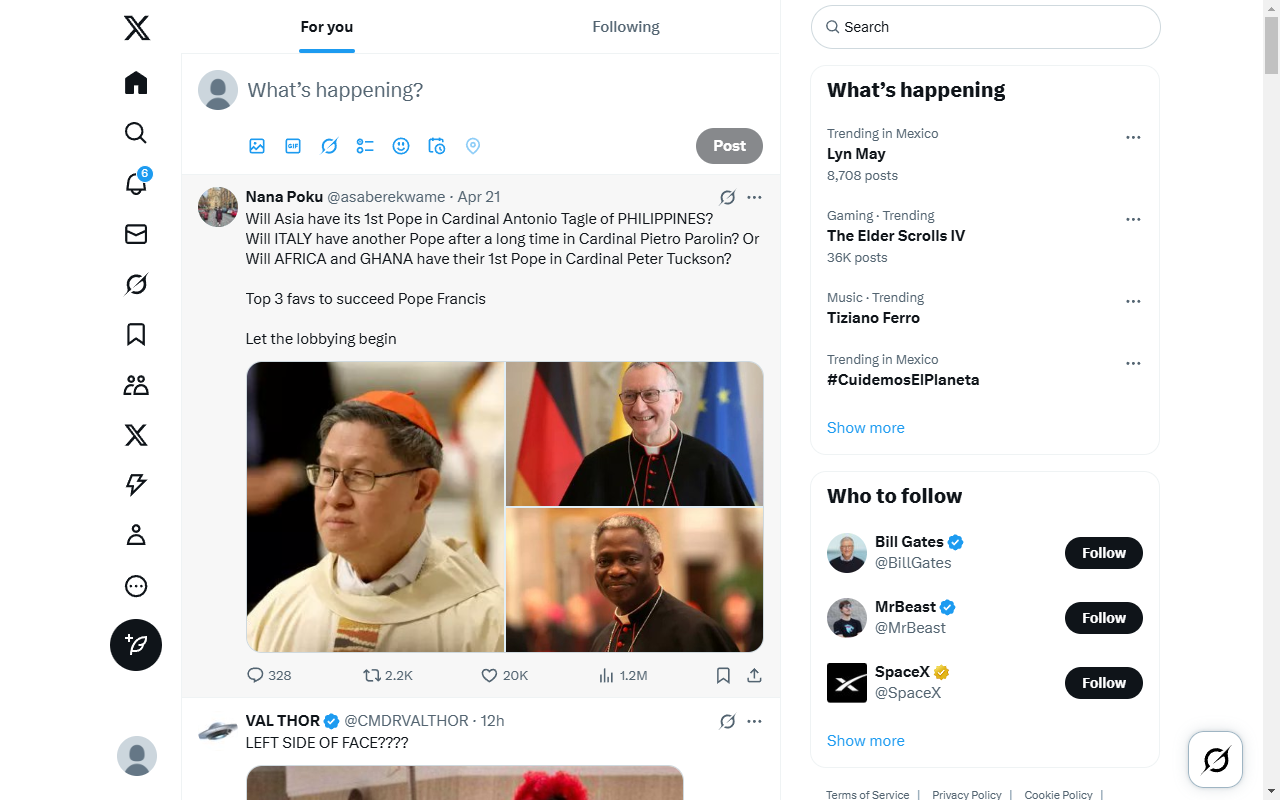 For you
Following
What's happening?
GIF
Post
6
Nana Poku @asaberekwame · Apr 21
Will Asia have its 1st Pope in Cardinal Antonio Tagle of PHILIPPINES?
Will ITALY have another Pope after a long time in Cardinal Pietro Parolin? Or
Will AFRICA and GHANA have their 1st Pope in Cardinal Peter Tuckson?
Top 3 favs to succeed Pope Francis
Let the lobbying begin
328
2.2K
20K
1.2M
VAL THOR @CMDRVALTHOR · 12h
LEFT SIDE OF FACE????
Search
What's happening
Trending in Mexico
Lyn May
8,708 posts
Gaming · Trending
The Elder Scrolls IV
36K posts
Music · Trending
Tiziano Ferro
Trending in Mexico
#CuidemosElPlaneta
Show more
Who to follow
Bill Gates
@BillGates
Follow
MrBeast
@MrBeast
Follow
SpaceX
@SpaceX
Follow
Show more
Terms of Service | Privacy Policy | Cookie Policy |